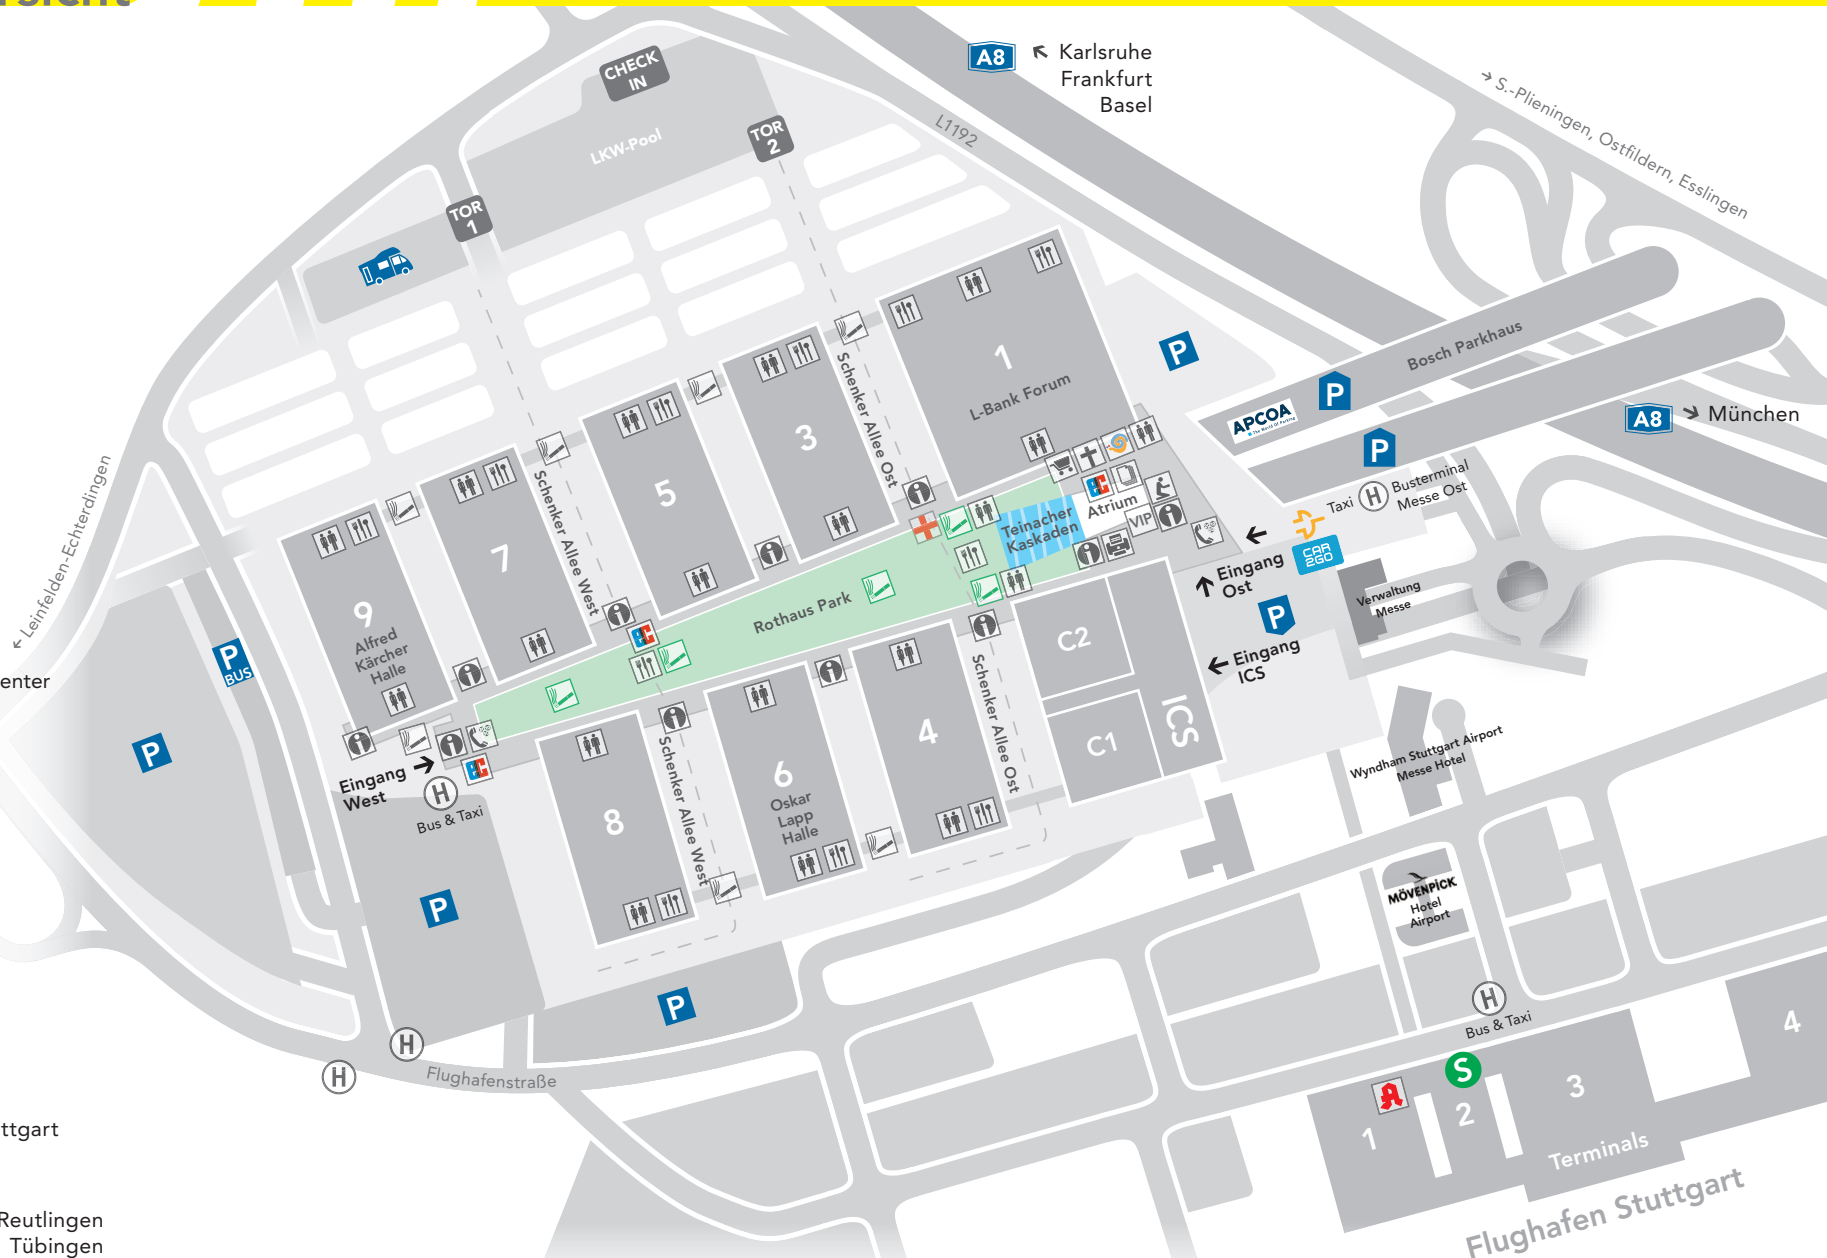 CHECK
IN
LKW-Pool
TOR
2
TOR
1
A8
Karlsruhe
Frankfurt
Basel
L1192
S.-Plieningen, Ostfildern, Esslingen
Bosch Parkhaus
APCOA
P
P
P
A8
München
Taxi
H
Busterminal
Messe Ost
CAR
2GO
Eingang
Ost
P
Verwaltung
Messe
Eingang
ICS
1
L-Bank Forum
3
5
7
9
Alfred
Kärcher
Halle
Schenker Allee Ost
Schenker Allee West
Teinacher
Kaskaden
Atrium
VIP
EC
EC
EC
Rothaus Park
C2
C1
ICS
4
6
Oskar
Lapp
Halle
8
Schenker Allee Ost
Schenker Allee West
Leinfelden-Echterdingen
P
BUS
enter
P
Eingang
West
H
Bus & Taxi
P
P
H
H
Flughafenstraße
Wyndham Stuttgart Airport
Messe Hotel
MÖVENPICK
Hotel
Airport
H
Bus & Taxi
S
1
2
3
4
Terminals
Flughafen Stuttgart
ttgart
Reutlingen
Tübingen